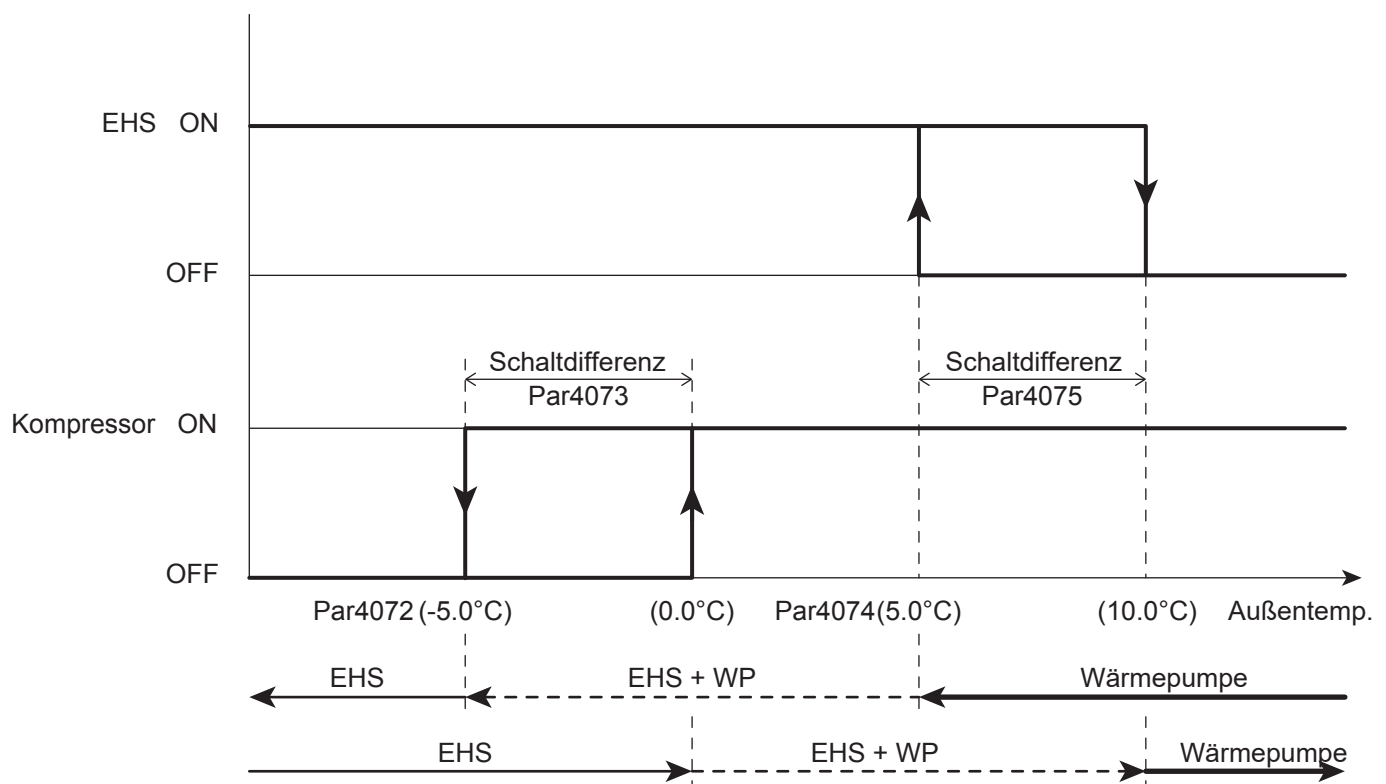 EHS ON
OFF
Schaltdifferenz Schaltdifferenz
Par4073 Par4075
Kompressor ON
OFF
Par4072 (-5.0°C) (0.0°C) Par4074(5.0°C) (10.0°C) Außentemp.
EHS EHS + WP Wärmepumpe
EHS EHS + WP Wärmepumpe